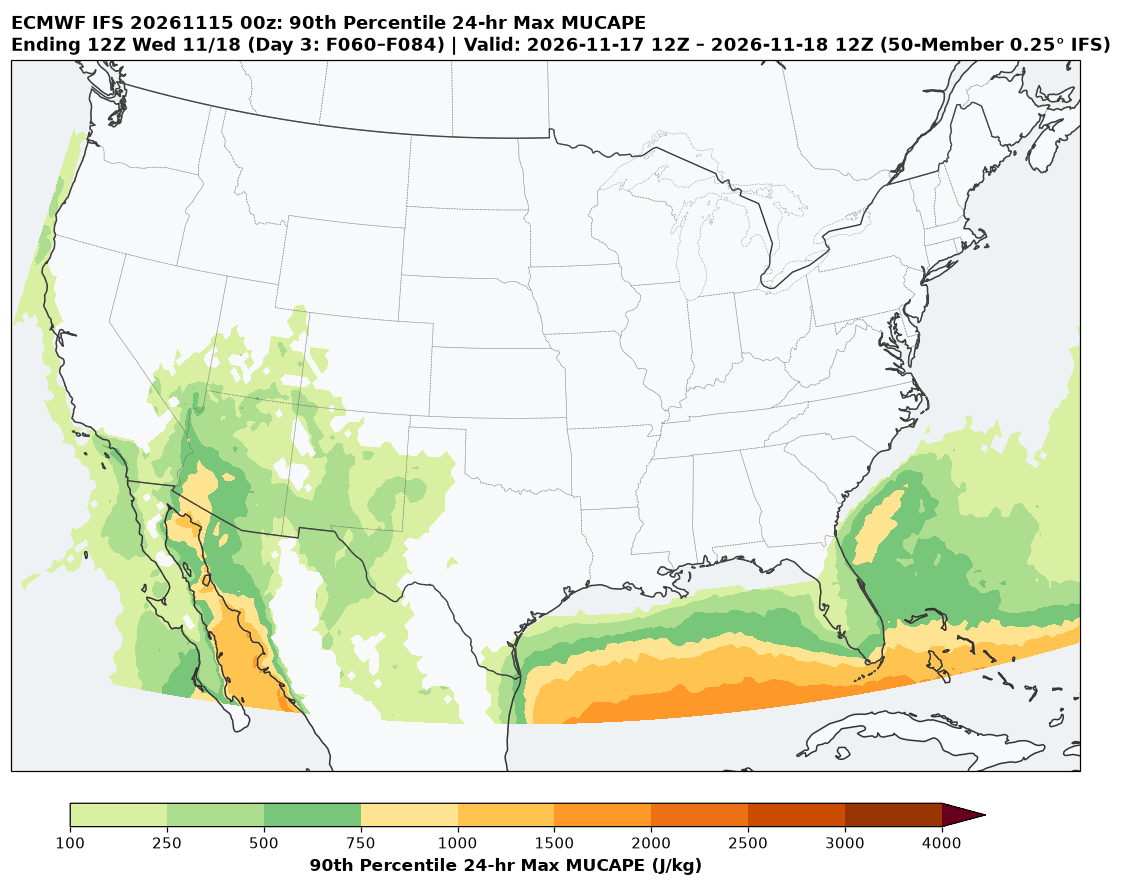 ECMWF IFS 20261115 00z: 90th Percentile 24-hr Max MUCAPE
Ending 12Z Wed 11/18 (Day 3: F060–F084) | Valid: 2026-11-17 12Z – 2026-11-18 12Z (50-Member 0.25° IFS)
100 250 500 750 1000 1500 2000 2500 3000 4000
90th Percentile 24-hr Max MUCAPE (J/kg)